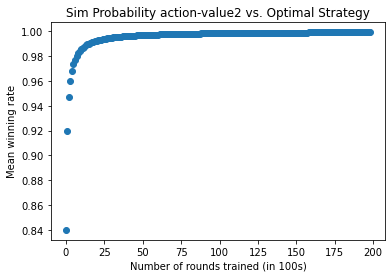 Sim Probability action-value2 vs. Optimal Strategy
1.00
0.98
0.96
0.94
0.92
0.90
0.88
0.86
0.84
Mean winning rate
0 25 50 75 100 125 150 175 200
Number of rounds trained (in 100s)